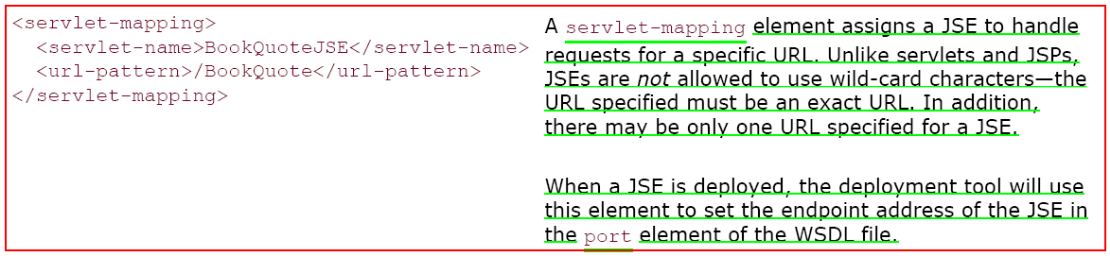 <servlet-mapping>
  <servlet-name>BookQuoteJSE</servlet-name>
  <url-pattern>/BookQuote</url-pattern>
</servlet-mapping>
A servlet-mapping element assigns a JSE to handle
requests for a specific URL. Unlike servlets and JSPs,
JSEs are not allowed to use wild-card characters—the
URL specified must be an exact URL. In addition,
there may be only one URL specified for a JSE.
When a JSE is deployed, the deployment tool will use
this element to set the endpoint address of the JSE in
the port element of the WSDL file.